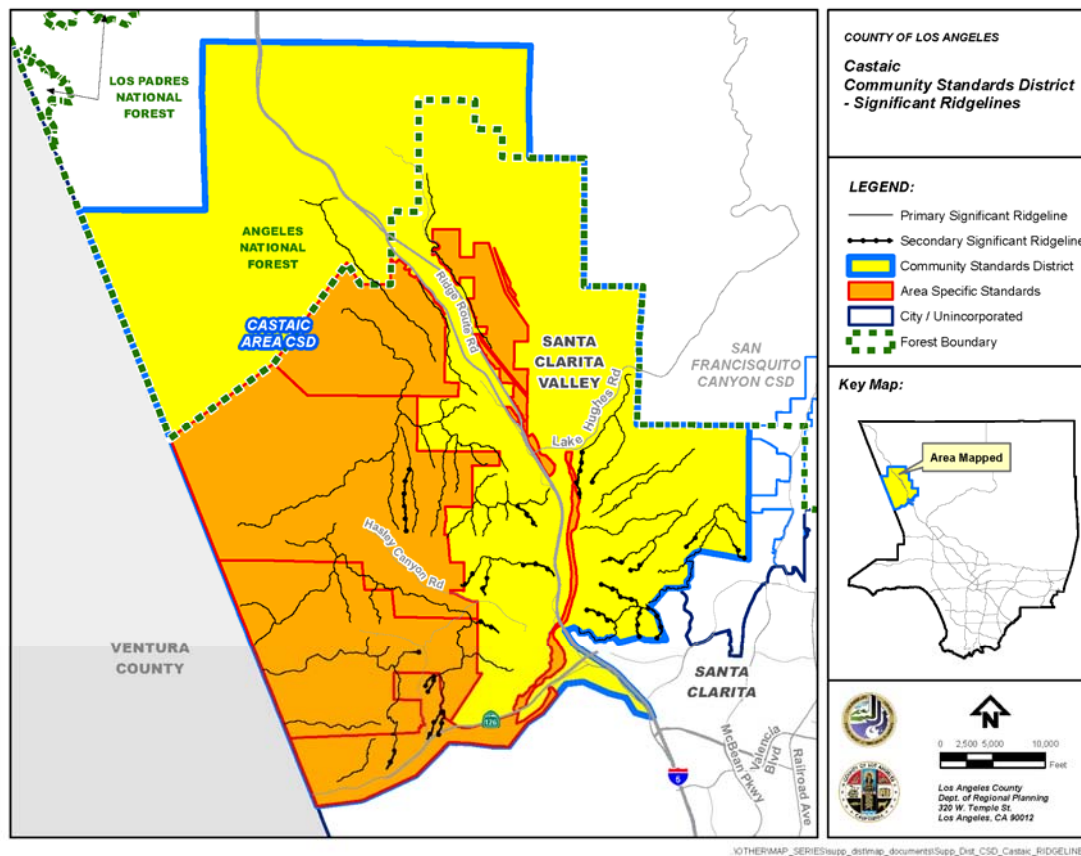 LOS PADRES
NATIONAL
FOREST
ANGELES
NATIONAL
FOREST
CASTAIC
AREA CSD
Ridge Route Rd
SANTA
CLARITA
VALLEY
SAN
FRANCISQUITO
CANYON CSD
Lake Hughes Rd
Hasley Canyon Rd
VENTURA
COUNTY
SANTA
CLARITA
126
5
McBean Pkwy
Valencia
Blvd
Railroad Ave
COUNTY OF LOS ANGELES
Castaic
Community Standards District
- Significant Ridgelines
LEGEND:
Primary Significant Ridgeline
Secondary Significant Ridgeline
Community Standards District
Area Specific Standards
City / Unincorporated
Forest Boundary
Key Map:
Area Mapped
N
0 2,500 5,000 10,000
Feet
Los Angeles County
Dept. of Regional Planning
320 W. Temple St.
Los Angeles, CA 90012